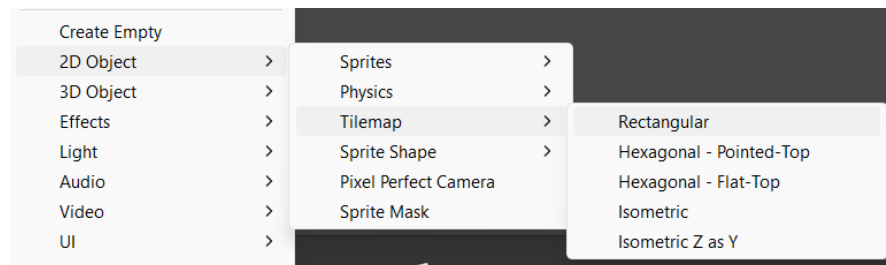 Create Empty
2D Object
3D Object
Effects
Light
Audio
Video
UI
Sprites
Physics
Tilemap
Sprite Shape
Pixel Perfect Camera
Sprite Mask
Rectangular
Hexagonal - Pointed-Top
Hexagonal - Flat-Top
Isometric
Isometric Z as Y